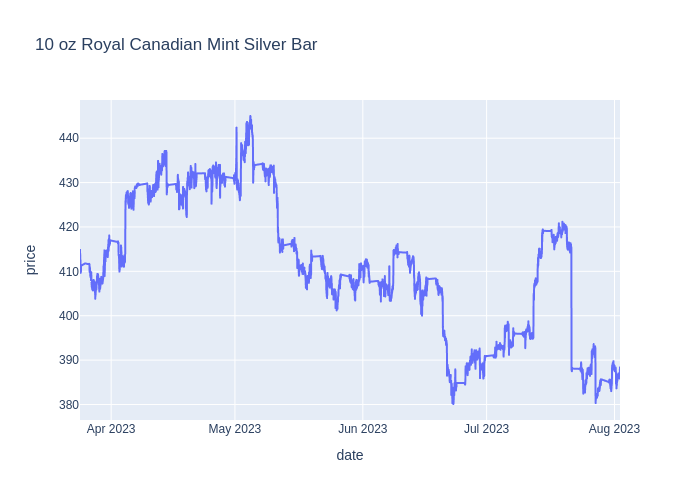 10 oz Royal Canadian Mint Silver Bar
440
430
420
410
400
390
380
price
Apr 2023
May 2023
Jun 2023
Jul 2023
Aug 2023
date